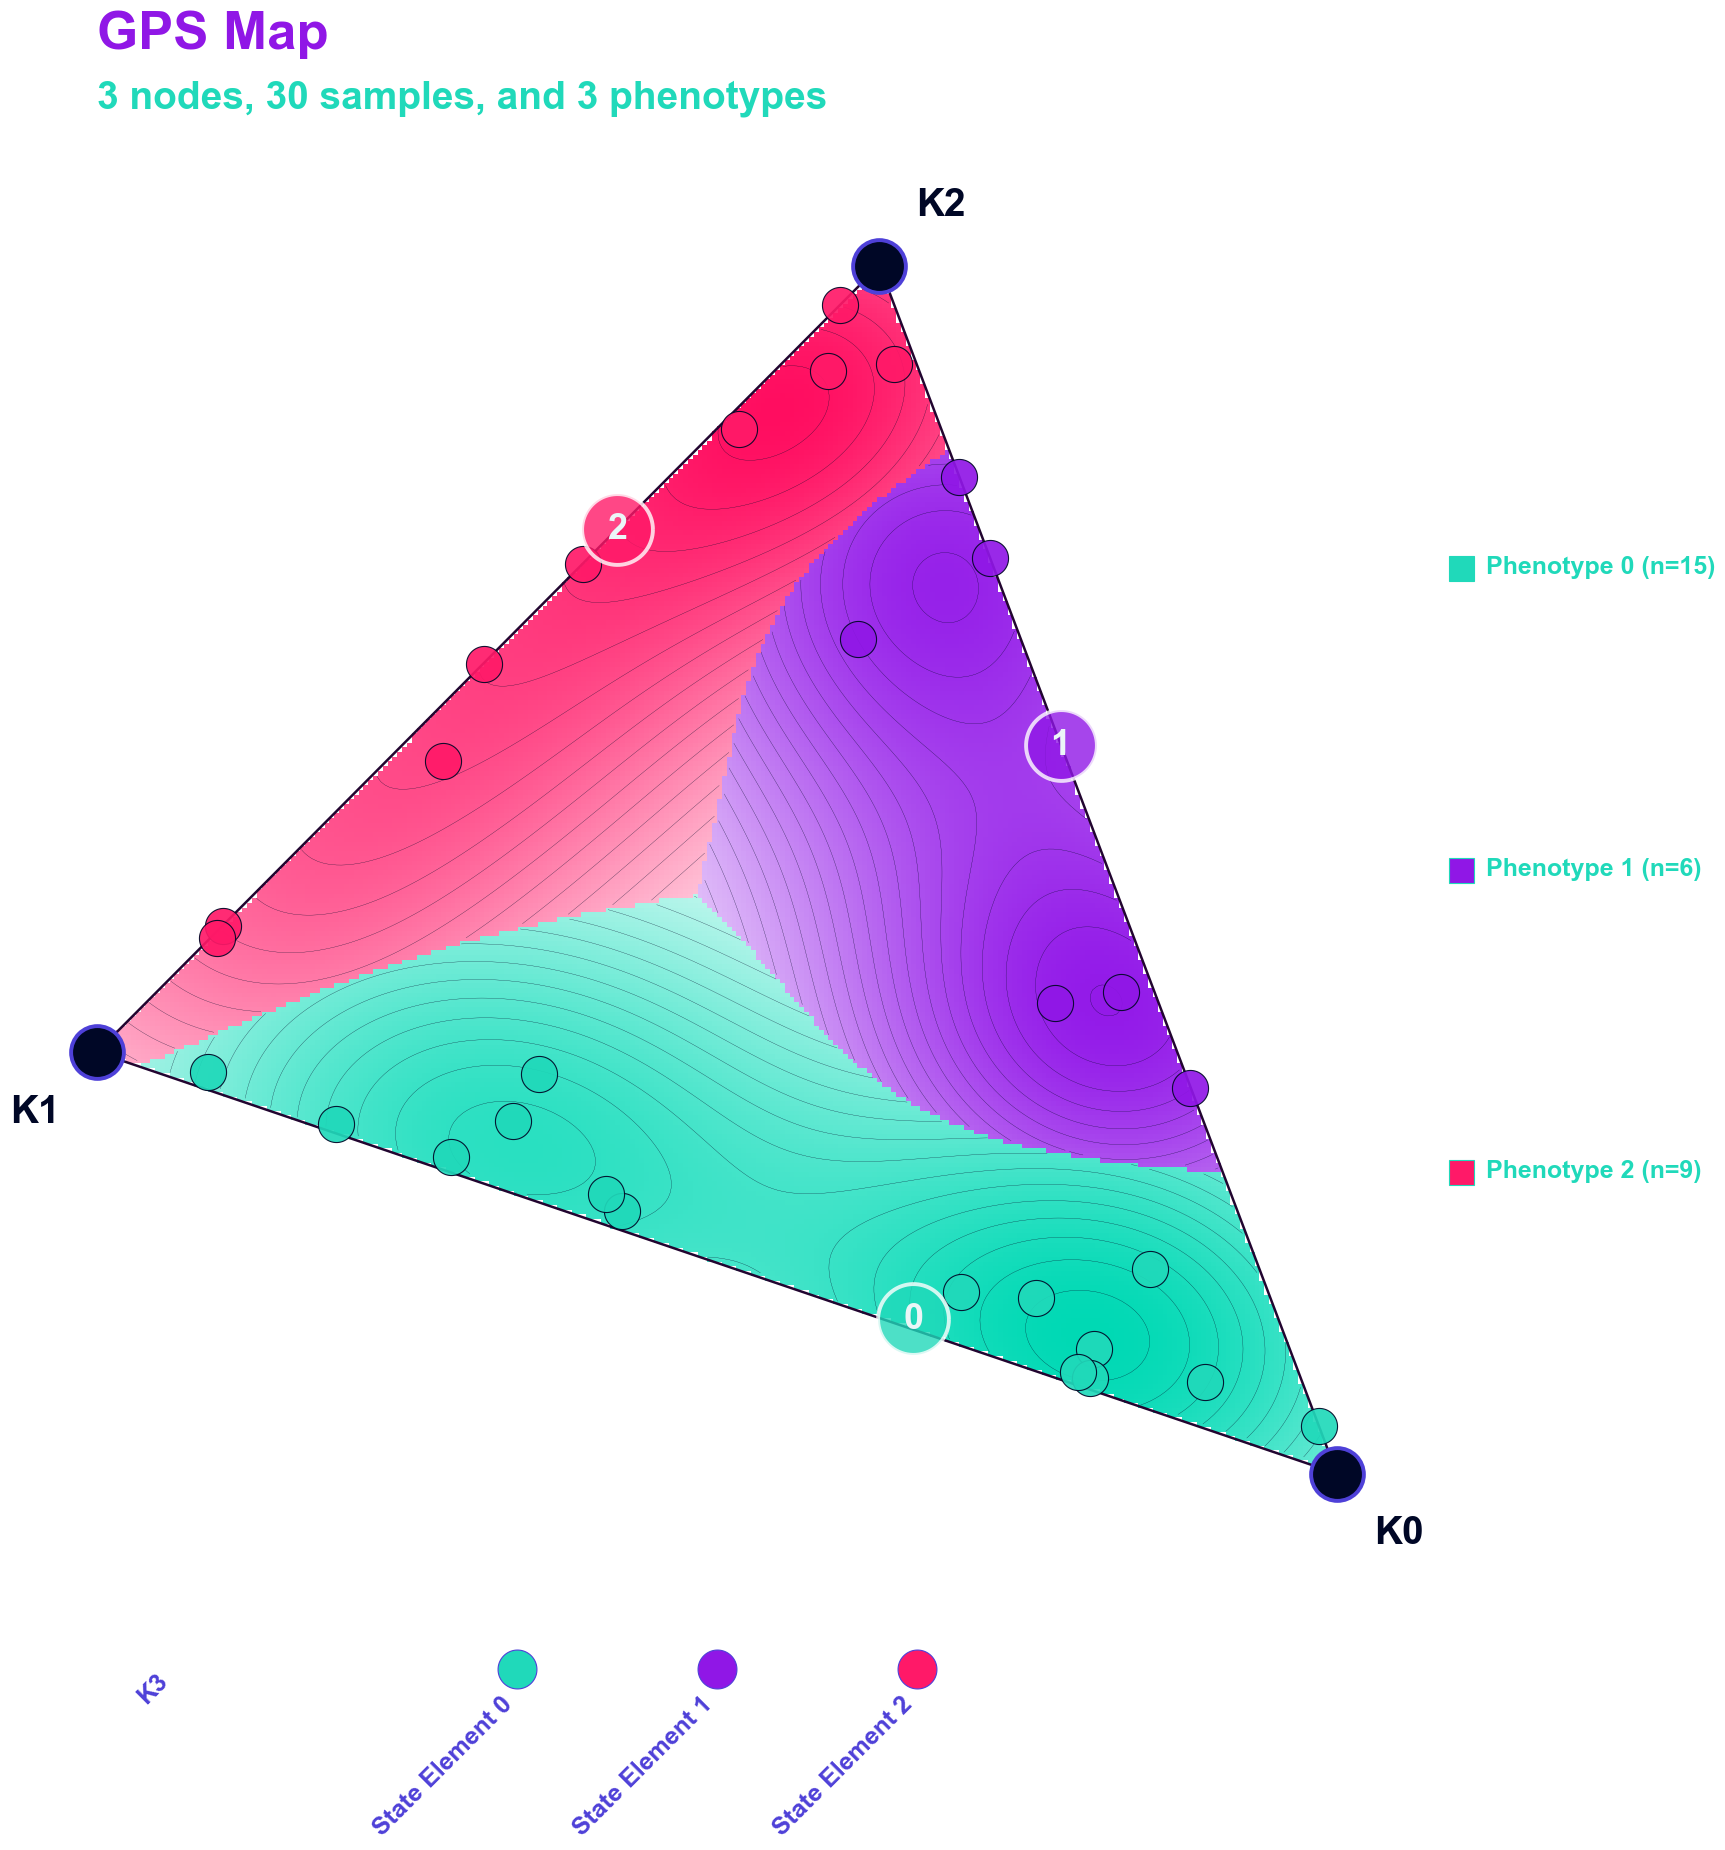 GPS Map
3 nodes, 30 samples, and 3 phenotypes
K2
2
Phenotype 0 (n=15)
1
Phenotype 1 (n=6)
K1
Phenotype 2 (n=9)
0
K0
K3
State Element 0
State Element 1
State Element 2